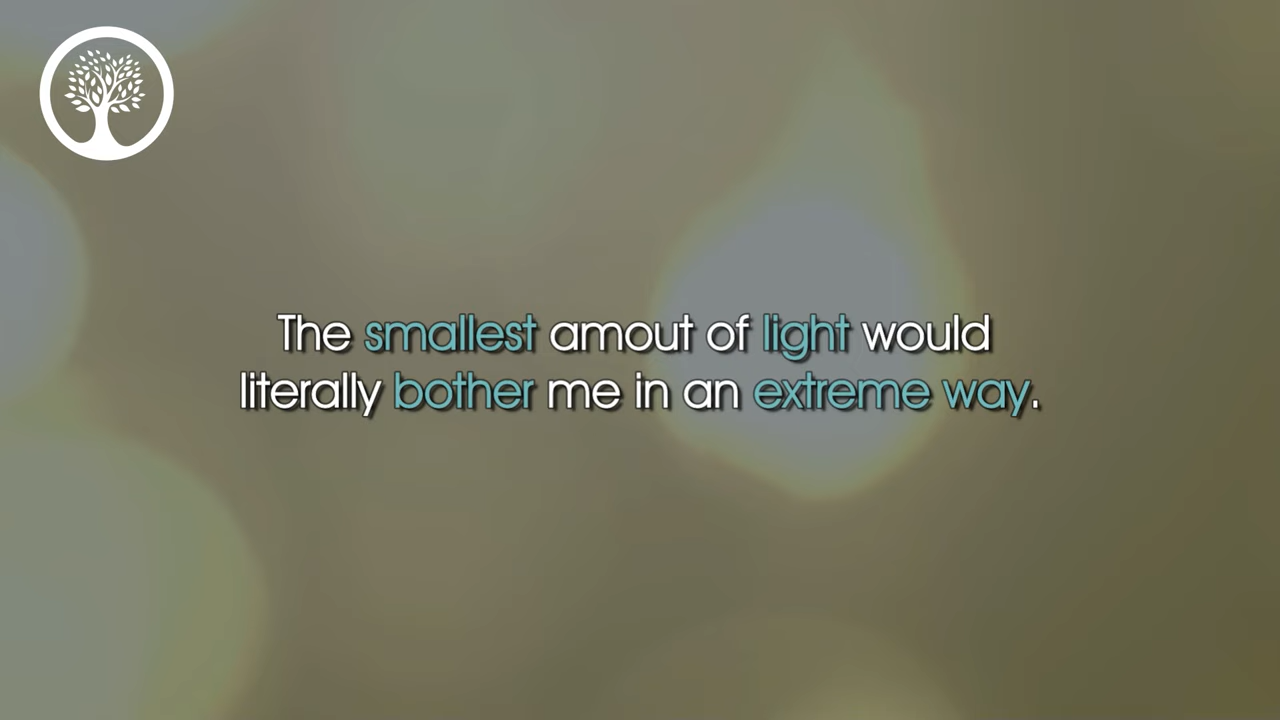 The smallest amout of light would
literally bother me in an extreme way.